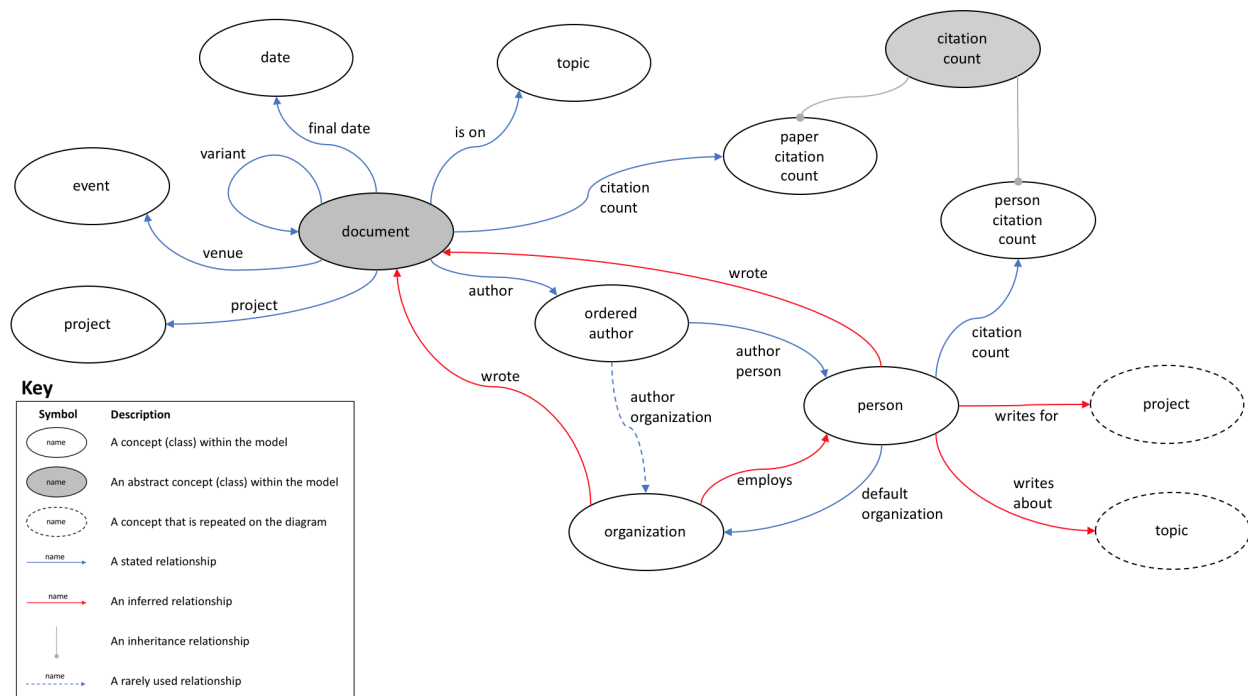 date
topic
citation
count
final date
is on
variant
paper
citation
count
event
citation
count
person
citation
count
document
venue
wrote
author
project
project
ordered
author
citation
count
author
person
wrote
author
organization
person
writes for
project
employs
default
organization
writes
about
organization
topic
Key
Symbol Description
name A concept (class) within the model
name An abstract concept (class) within the model
name A concept that is repeated on the diagram
name A stated relationship
name An inferred relationship
An inheritance relationship
name A rarely used relationship